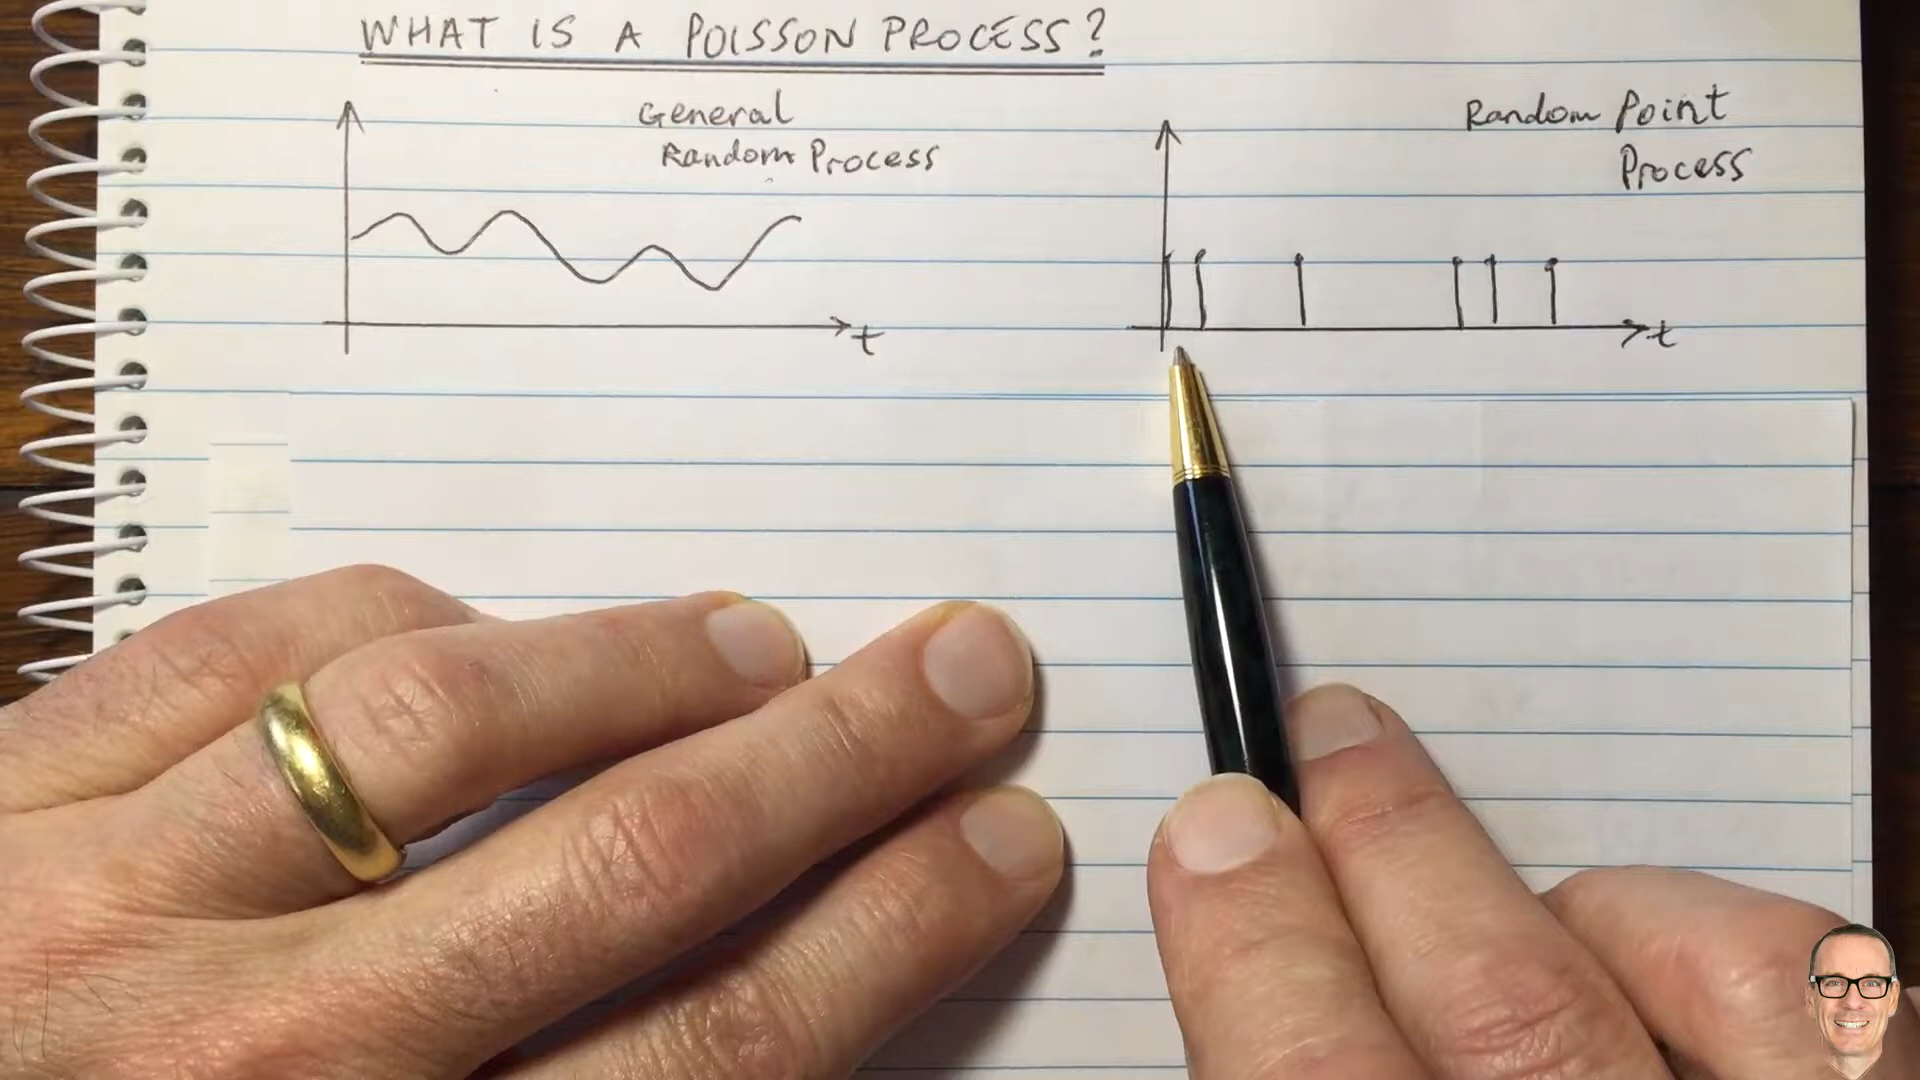 WHAT IS A POISSON PROCESS?
General
Random Process
t
Random Point
Process
t